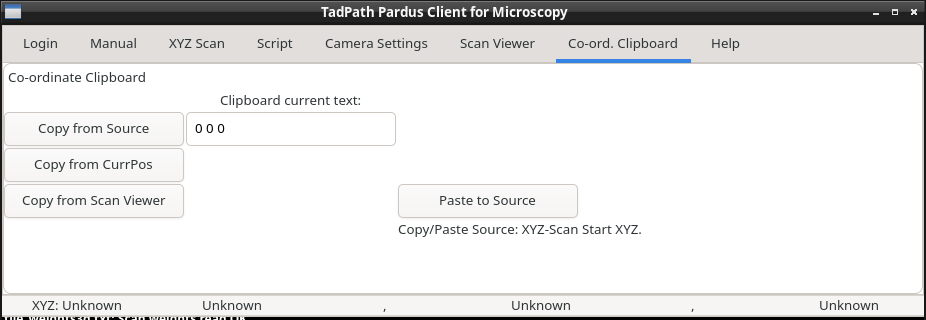 TadPath Pardus Client for Microscopy
Login Manual XYZ Scan Script Camera Settings Scan Viewer Co-ord. Clipboard Help
Co-ordinate Clipboard
Clipboard current text:
Copy from Source 0 0 0
Copy from CurrPos
Copy from Scan Viewer Paste to Source
Copy/Paste Source: XYZ-Scan Start XYZ.
XYZ: Unknown Unknown , Unknown , Unknown